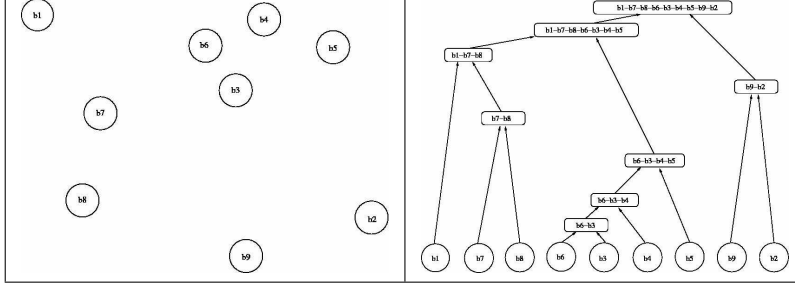 b1
b4
b6
b5
b3
b7
b8
b2
b9
b1-b7-b8-b6-b3-b4-b5-b9-b2
b1-b7-b8-b6-b3-b4-b5
b1-b7-b8
b9-b2
b7-b8
b6-b3-b4-b5
b6-b3-b4
b6-b3
b1 b7 b8 b6 b3 b4 b5 b9 b2